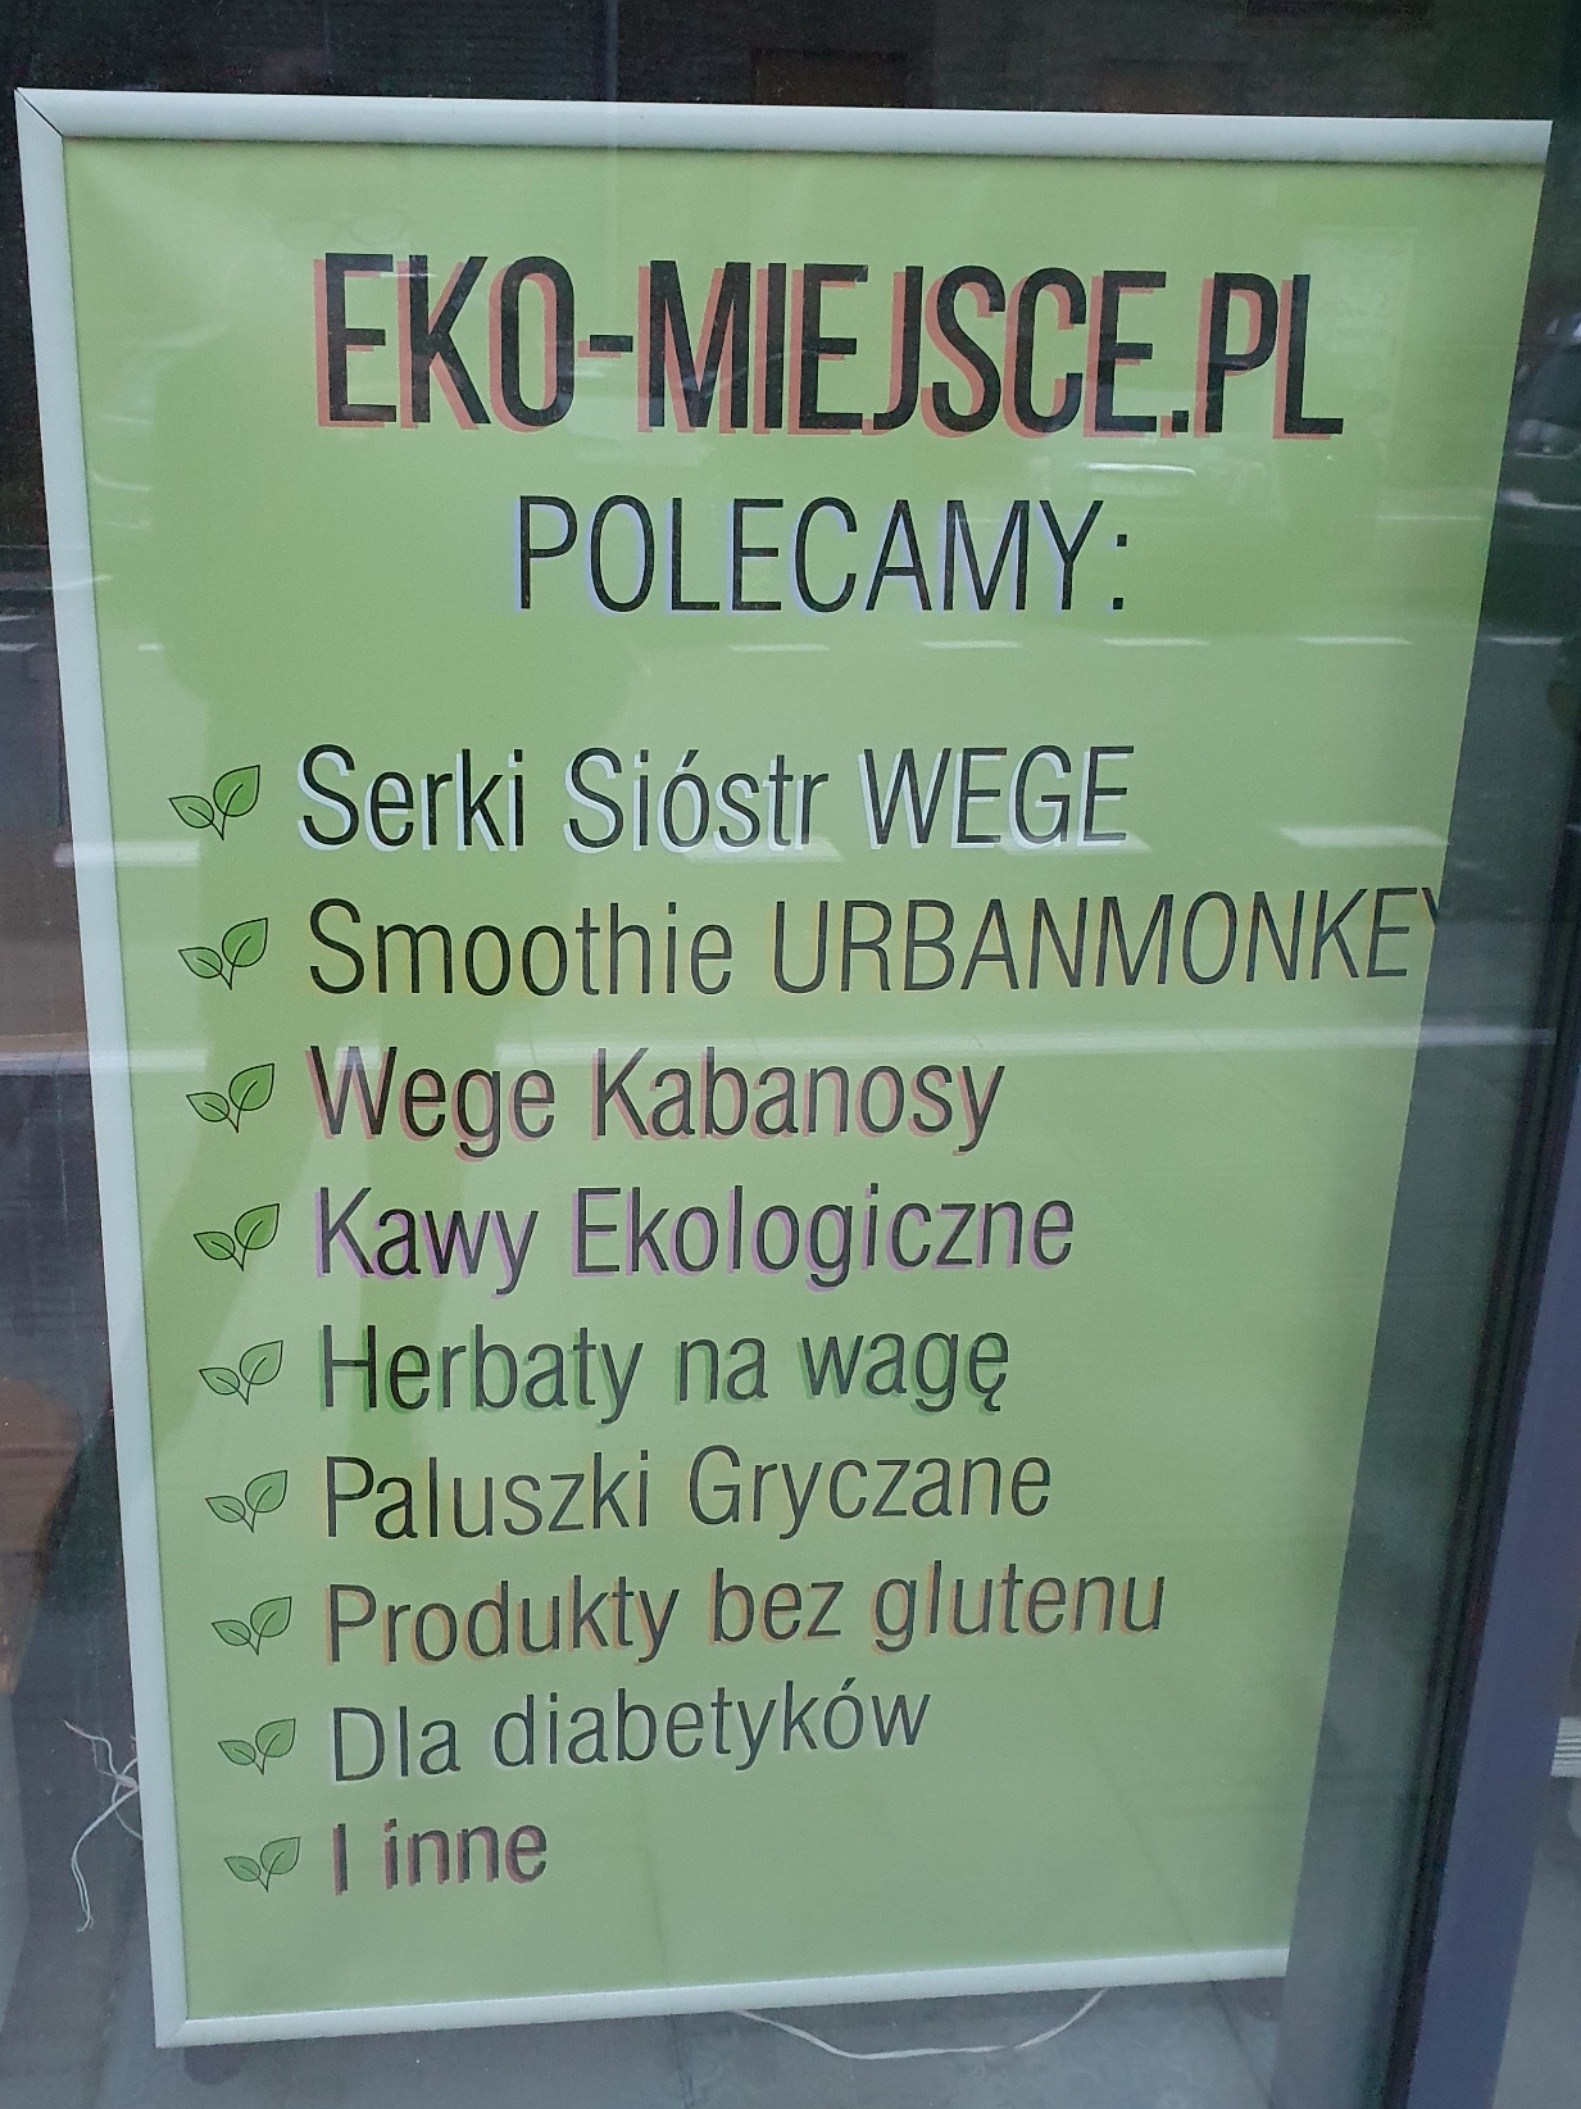 EKO-MIEJSCE.PL
POLECAMY:
Serki Sióstr WEGE
Smoothie URBANMONKEY
Wege Kabanosy
Kawy Ekologiczne
Herbaty na wagę
Paluszki Gryczane
Produkty bez glutenu
Dla diabetyków
I inne